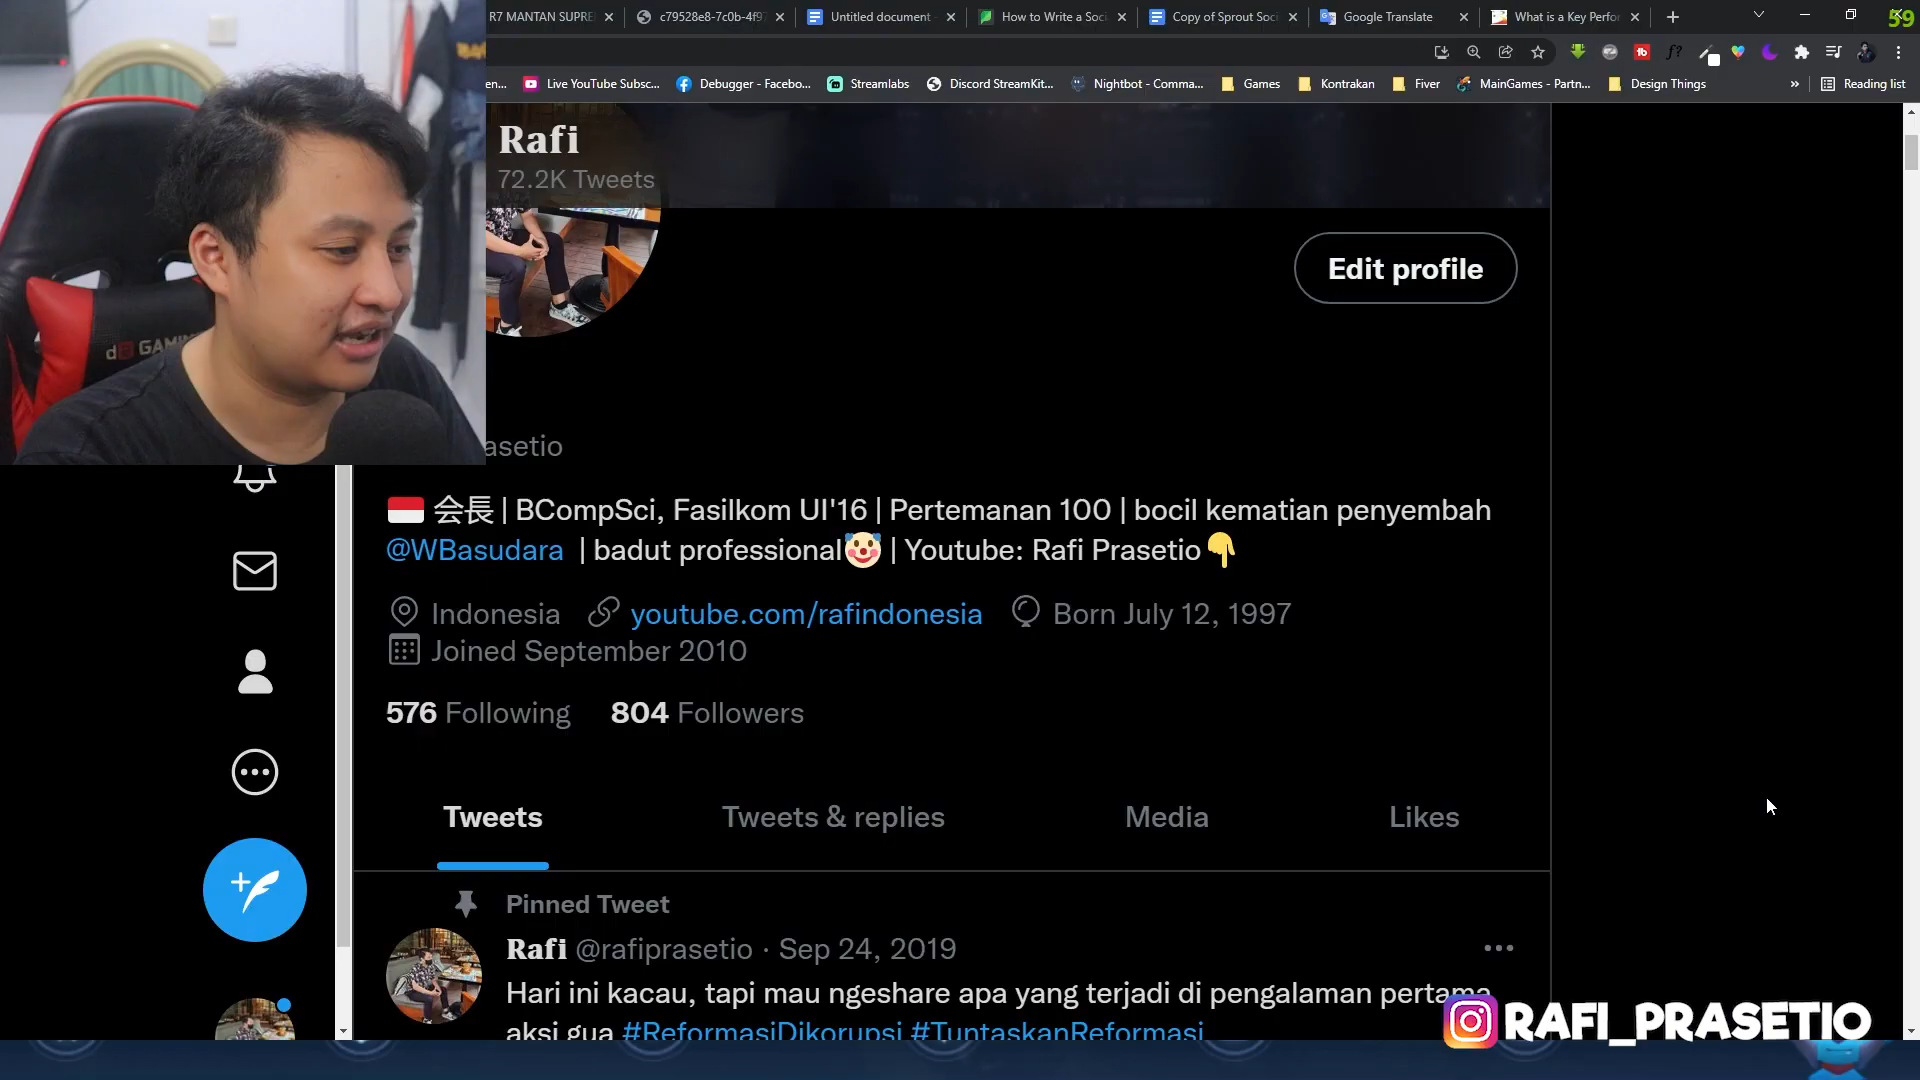 R7 MANTAN SUPRE
c79528e8-7c0b-4f97
Untitled document -
How to Write a Soci
Copy of Sprout Soci
Google Translate
What is a Key Perfo
59
en...
Live YouTube Subsc...
Debugger - Facebo...
Streamlabs
Discord StreamKit...
Nightbot - Comma...
Games
Kontrakan
Fiver
MainGames - Partn...
Design Things
»
Reading list
Rafi
72.2K Tweets
Edit profile
asetio
🇮🇩 会長 | BCompSci, Fasilkom UI'16 | Pertemanan 100 | bocil kematian penyembah
@WBasudara | badut professional🤡 | Youtube: Rafi Prasetio👇
Indonesia youtube.com/rafindonesia Born July 12, 1997
Joined September 2010
576 Following 804 Followers
Tweets Tweets & replies Media Likes
Pinned Tweet
Rafi @rafiprasetio · Sep 24, 2019
Hari ini kacau, tapi mau ngeshare apa yang terjadi di pengalaman pertama
aksi gua #ReformasiDikorupsi #TuntaskanReformasi
RAFI_PRASETIO